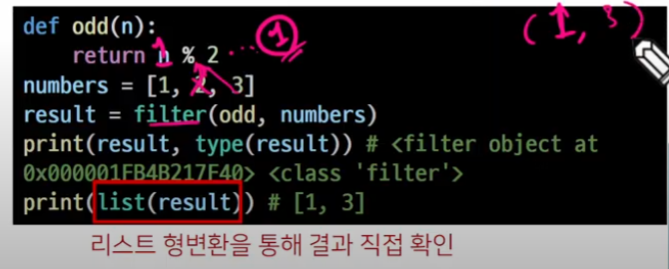 def odd(n):
    return n % 2 ... 1
numbers = [1, 2, 3]
result = filter(odd, numbers)
print(result, type(result)) # <filter object at
0x000001FB4B217F40> <class 'filter'>
print(list(result)) # [1, 3]
리스트 형변환을 통해 결과 직접 확인
(1, 3)
1